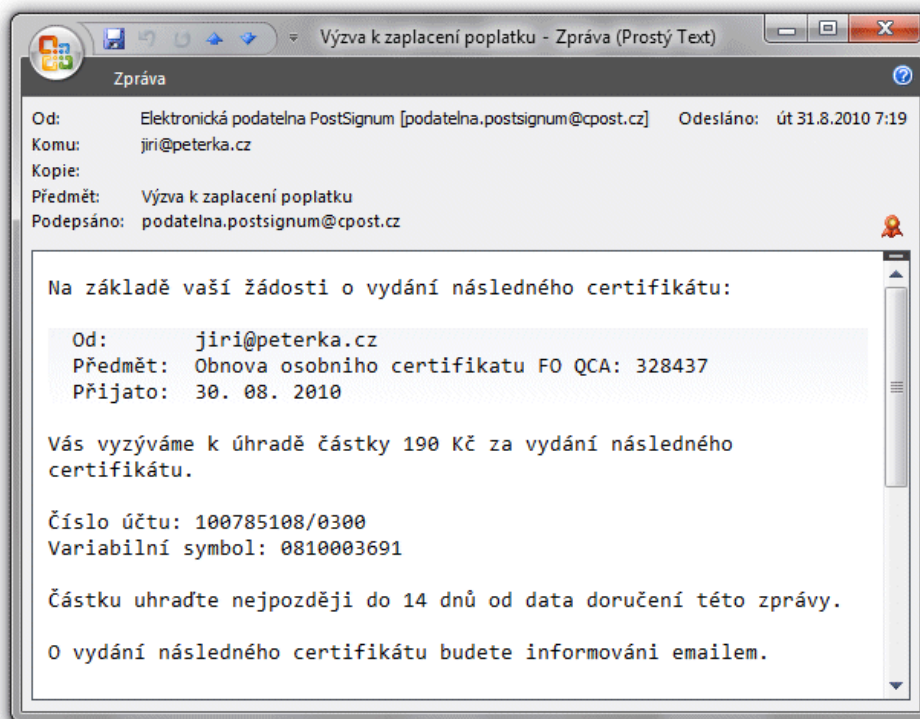 Výzva k zaplacení poplatku - Zpráva (Prostý Text)
Zpráva
Od: Elektronická podatelna PostSignum [podatelna.postsignum@cpost.cz] Odesláno: út 31.8.2010 7:19
Komu: jiri@peterka.cz
Kopie:
Předmět: Výzva k zaplacení poplatku
Podepsáno: podatelna.postsignum@cpost.cz
Na základě vaší žádosti o vydání následného certifikátu:
Od: jiri@peterka.cz
Předmět: Obnova osobniho certifikatu FO QCA: 328437
Přijato: 30. 08. 2010
Vás vyzýváme k úhradě částky 190 Kč za vydání následného
certifikátu.
Číslo účtu: 100785108/0300
Variabilní symbol: 0810003691
Částku uhraďte nejpozději do 14 dnů od data doručení této zprávy.
O vydání následného certifikátu budete informováni emailem.